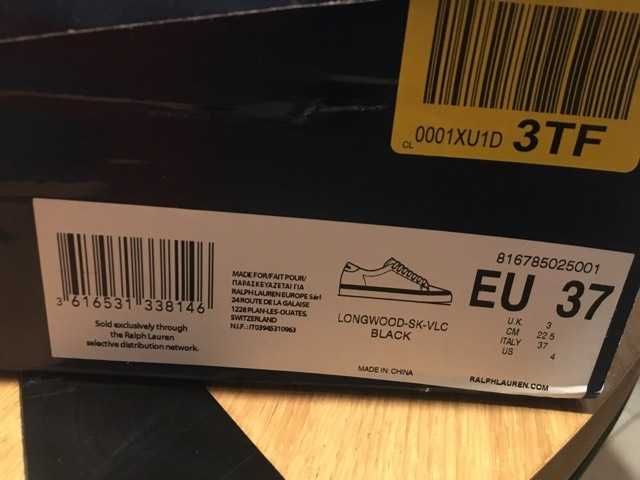 CL 0001XU1D 3TF
3 616531 338146
Sold exclusively through
the Ralph Lauren
selective distribution network.
MADE FOR/FAIT POUR/
ΠΑΡΑΣΚΕΥΑΖΕΤΑΙ ΓΙΑ
RALPH LAUREN EUROPE Sàrl
24 ROUTE DE LA GALAISE
1228 PLAN-LES-OUATES,
SWITZERLAND
N.I.F.: IT03945310963
LONGWOOD-SK-VLC
BLACK
MADE IN CHINA
816785025001
EU 37
U.K 3
CM 22.5
ITALY 37
US 4
RALPHLAUREN.COM